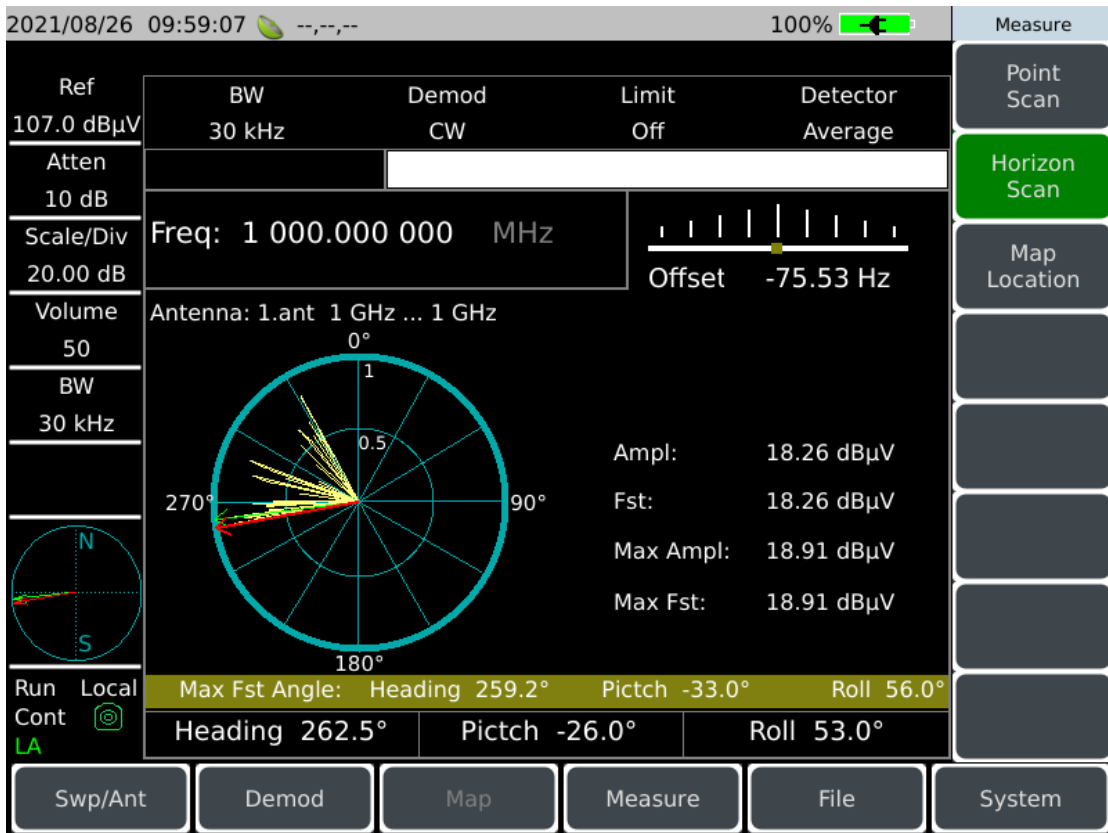 2021/08/26 09:59:07 --,--,-- 100% Measure
Ref
107.0 dBµV
Atten
10 dB
Scale/Div
20.00 dB
Volume
50
BW
30 kHz
N
S
Run Local
Cont
LA
BW Demod Limit Detector
30 kHz CW Off Average
Freq: 1 000.000 000 MHz
Offset -75.53 Hz
Antenna: 1.ant 1 GHz ... 1 GHz
0°
1
0.5
270° 90°
180°
Ampl: 18.26 dBµV
Fst: 18.26 dBµV
Max Ampl: 18.91 dBµV
Max Fst: 18.91 dBµV
Max Fst Angle: Heading 259.2° Pictch -33.0° Roll 56.0°
Heading 262.5° Pictch -26.0° Roll 53.0°
Point
Scan
Horizon
Scan
Map
Location
Swp/Ant Demod Map Measure File System